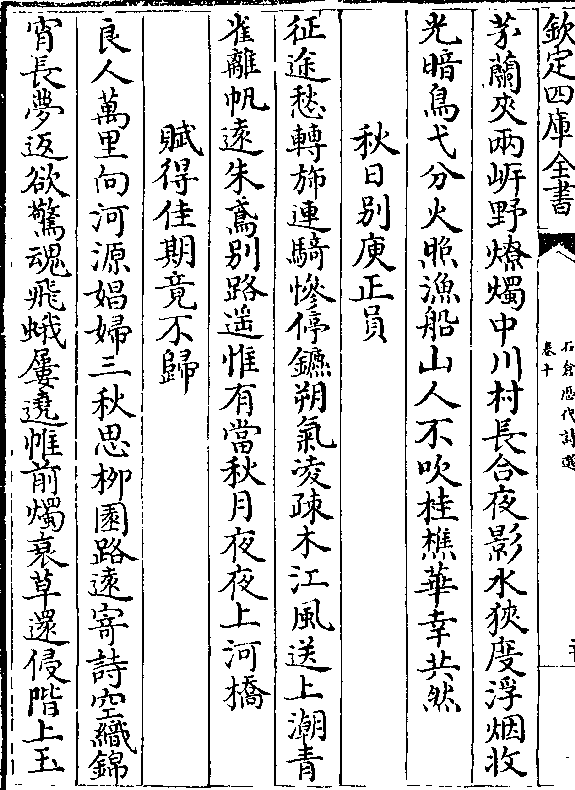 欽定四庫全書
石倉歷代詩選
卷十
茅蘭夾兩㟁野燎燭中川村長合夜影水狹度浮烟收
光暗鳥弋分火照漁船山人不吹桂樵華幸共然
秋日别庾正員
征途愁轉斾連騎慘停鑣朔氣凌疎木江風送上潮青
雀離帆遠朱鳶别路遥惟有當秋月夜夜上河橋
賦得佳期竟不歸
良人萬里向河源娼婦三秋思栁園路遠寄詩空織錦
宵長夢返欲驚魂飛蛾屢遶帷前燭衰草還侵階上玉